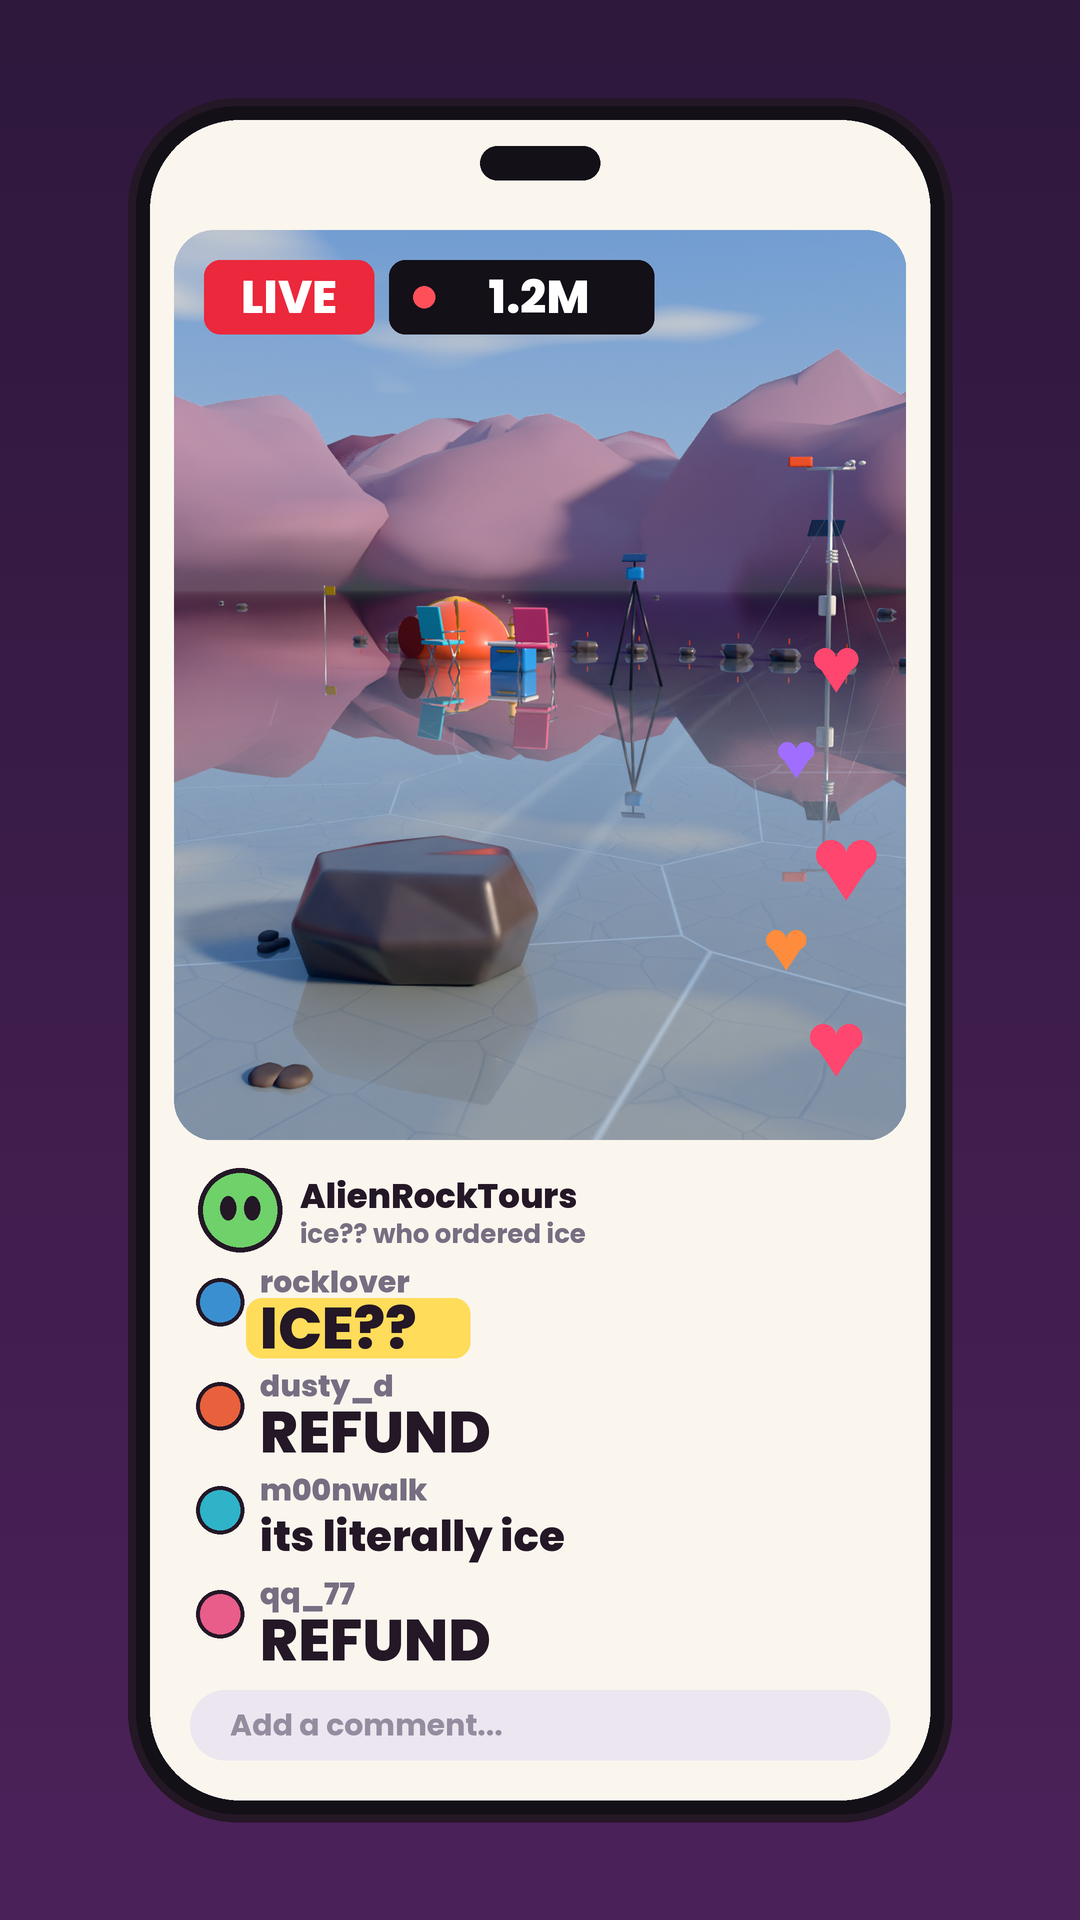 LIVE
1.2M
AlienRockTours
ice?? who ordered ice
rocklover
ICE??
dusty_d
REFUND
m00nwalk
its literally ice
qq_77
REFUND
Add a comment...